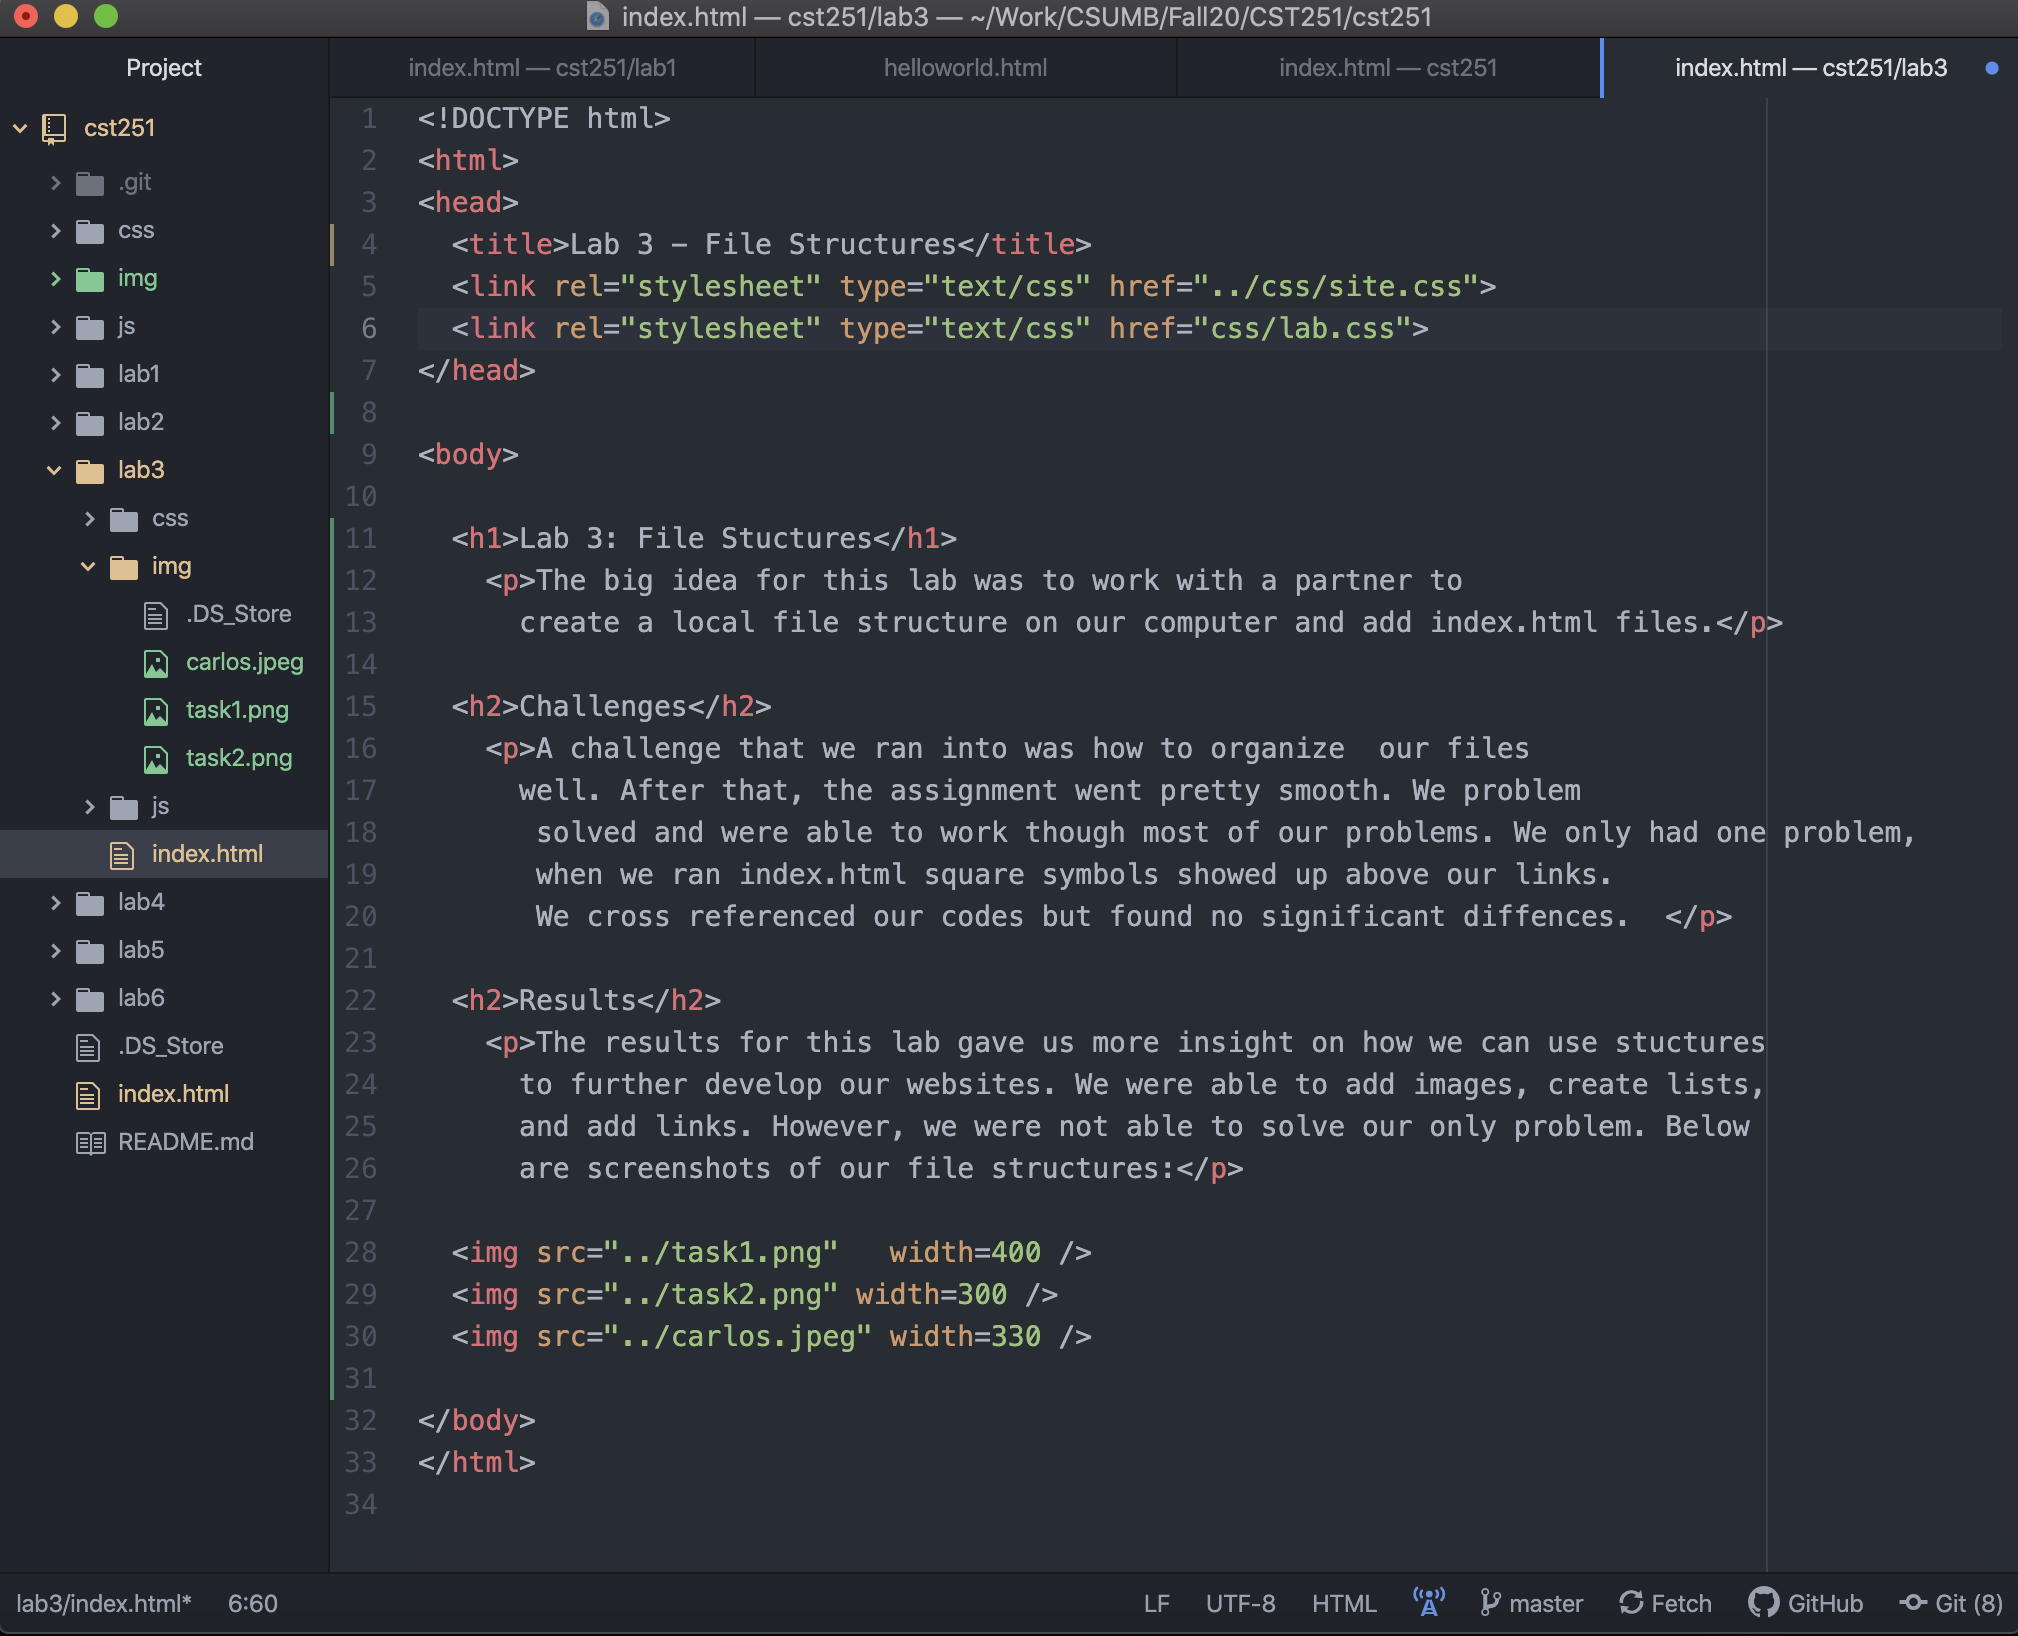 index.html — cst251/lab3 — ~/Work/CSUMB/Fall20/CST251/cst251
Project
index.html — cst251/lab1
helloworld.html
index.html — cst251
index.html — cst251/lab3
cst251
.git
css
img
js
lab1
lab2
lab3
css
img
.DS_Store
carlos.jpeg
task1.png
task2.png
js
index.html
lab4
lab5
lab6
.DS_Store
index.html
README.md
1 <!DOCTYPE html>
2 <html>
3 <head>
4   <title>Lab 3 - File Structures</title>
5   <link rel="stylesheet" type="text/css" href="../css/site.css">
6   <link rel="stylesheet" type="text/css" href="css/lab.css">
7 </head>
8
9 <body>
10
11   <h1>Lab 3: File Stuctures</h1>
12     <p>The big idea for this lab was to work with a partner to
13       create a local file structure on our computer and add index.html files.</p>
14
15   <h2>Challenges</h2>
16     <p>A challenge that we ran into was how to organize  our files
17       well. After that, the assignment went pretty smooth. We problem
18        solved and were able to work though most of our problems. We only had one problem,
19        when we ran index.html square symbols showed up above our links.
20        We cross referenced our codes but found no significant diffences.  </p>
21
22   <h2>Results</h2>
23     <p>The results for this lab gave us more insight on how we can use stuctures
24       to further develop our websites. We were able to add images, create lists,
25       and add links. However, we were not able to solve our only problem. Below
26       are screenshots of our file structures:</p>
27
28   <img src="../task1.png"   width=400 />
29   <img src="../task2.png" width=300 />
30   <img src="../carlos.jpeg" width=330 />
31
32 </body>
33 </html>
34
lab3/index.html* 6:60 LF UTF-8 HTML master Fetch GitHub Git (8)